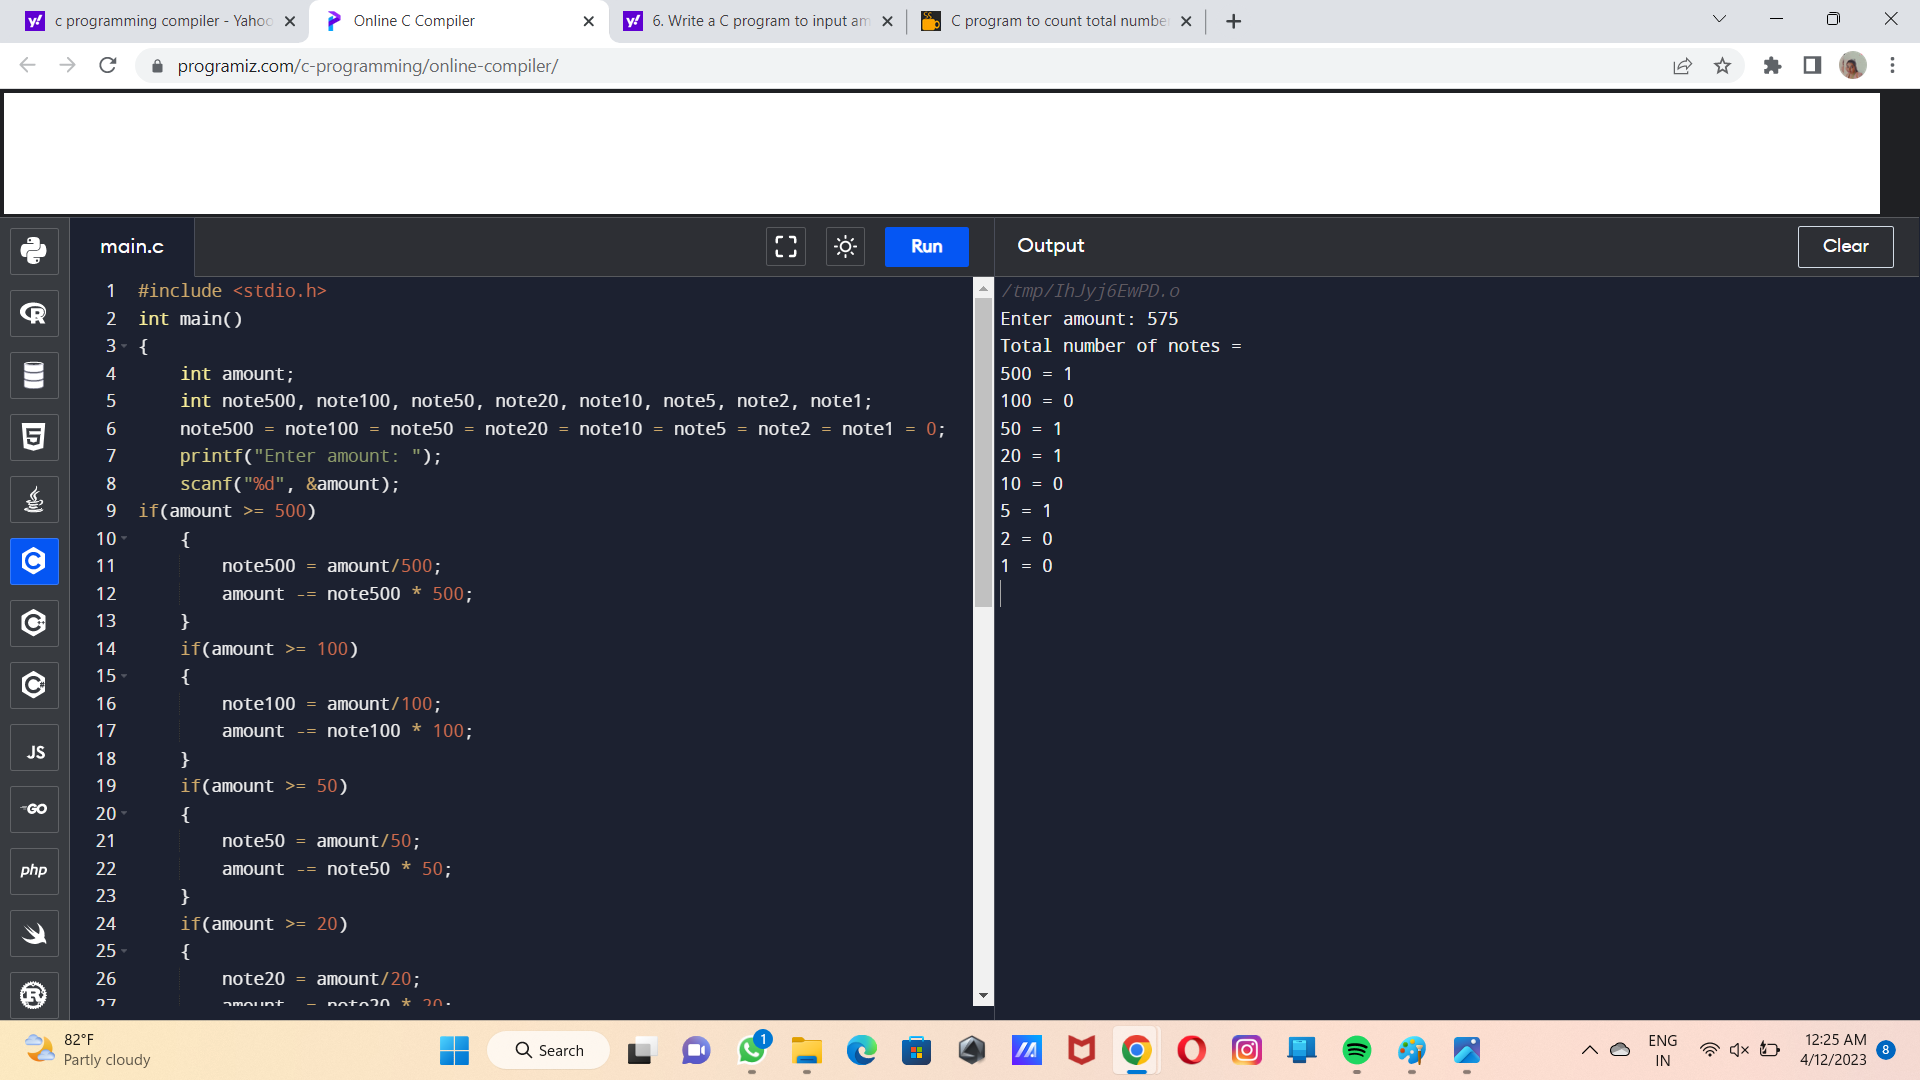 c programming compiler - Yahoo
Online C Compiler
6. Write a C program to input am
C program to count total number
programiz.com/c-programming/online-compiler/
main.c
Run
Output
Clear
1 #include <stdio.h>
2 int main()
3 {
4 int amount;
5 int note500, note100, note50, note20, note10, note5, note2, note1;
6 note500 = note100 = note50 = note20 = note10 = note5 = note2 = note1 = 0;
7 printf("Enter amount: ");
8 scanf("%d", &amount);
9 if(amount >= 500)
10 {
11 note500 = amount/500;
12 amount -= note500 * 500;
13 }
14 if(amount >= 100)
15 {
16 note100 = amount/100;
17 amount -= note100 * 100;
18 }
19 if(amount >= 50)
20 {
21 note50 = amount/50;
22 amount -= note50 * 50;
23 }
24 if(amount >= 20)
25 {
26 note20 = amount/20;
27 amount -= note20 * 20;
/tmp/IhJyj6EwPD.o
Enter amount: 575
Total number of notes =
500 = 1
100 = 0
50 = 1
20 = 1
10 = 0
5 = 1
2 = 0
1 = 0
JS
GO
php
82°F
Partly cloudy
Search
1
ENG
IN
12:25 AM
4/12/2023
8